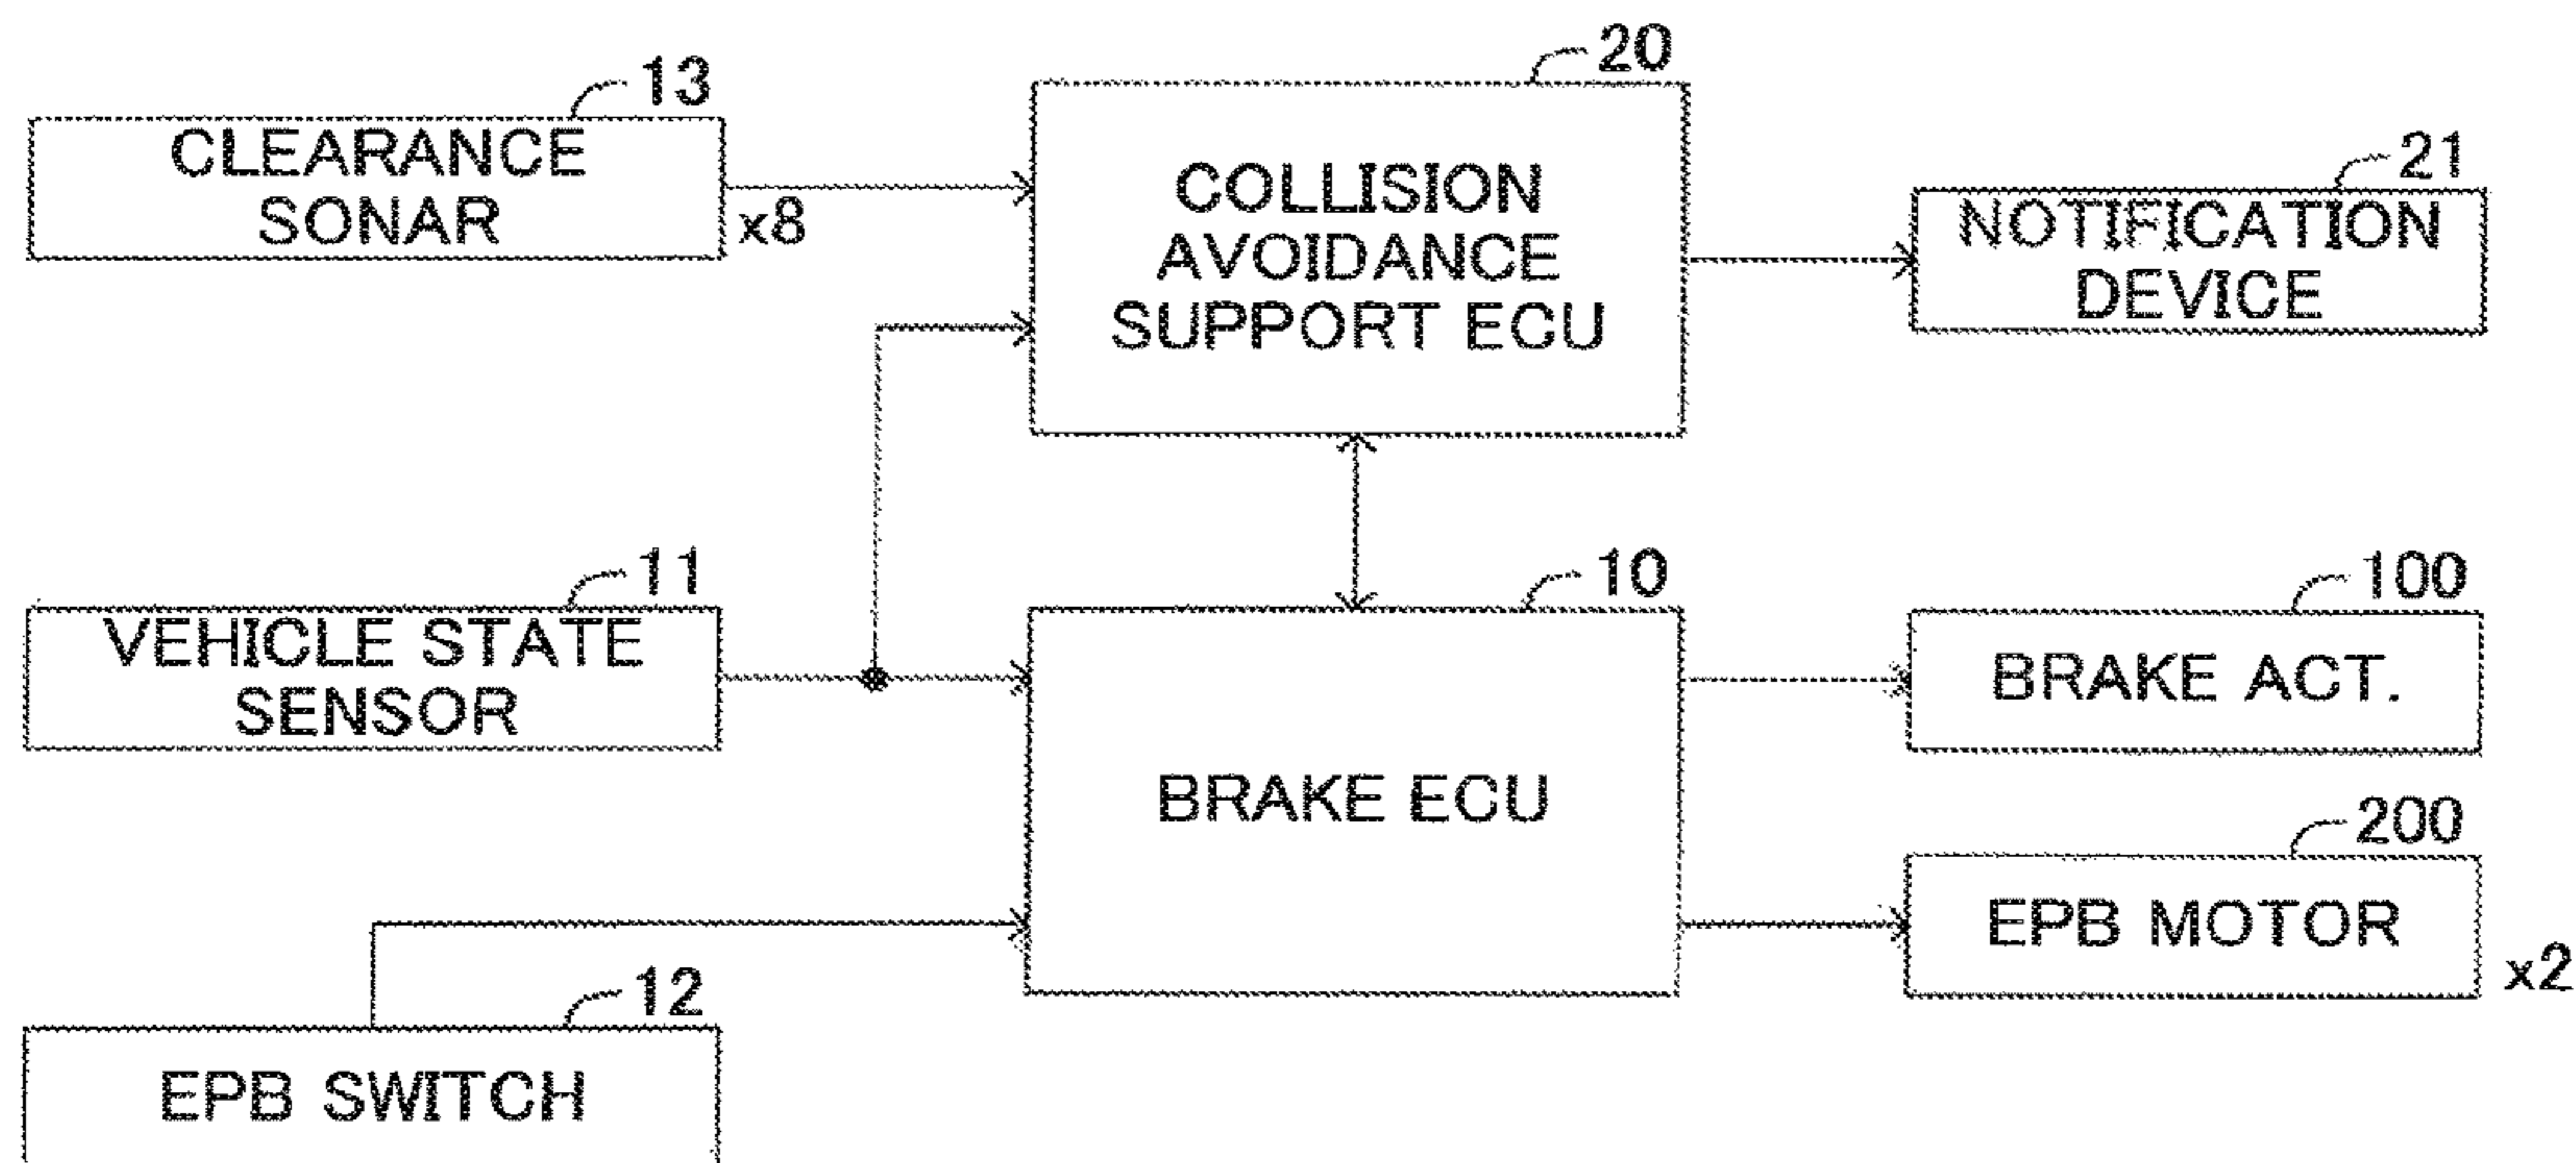 13
CLEARANCE
SONAR
x8
20
COLLISION
AVOIDANCE
SUPPORT ECU
21
NOTIFICATION
DEVICE
11
VEHICLE STATE
SENSOR
10
BRAKE ECU
100
BRAKE ACT.
200
EPB MOTOR
x2
12
EPB SWITCH